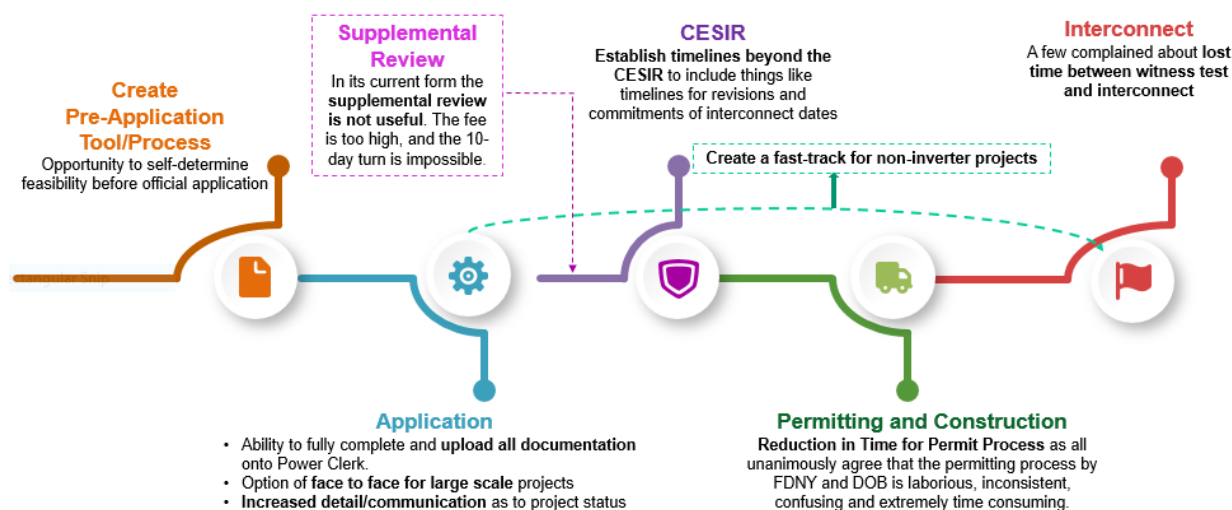 Create
Pre-Application
Tool/Process
Opportunity to self-determine
feasibility before official application
Supplemental
Review
In its current form the
supplemental review
is not useful. The fee
is too high, and the 10-
day turn is impossible.
CESIR
Establish timelines beyond the
CESIR to include things like
timelines for revisions and
commitments of interconnect dates
Interconnect
A few complained about lost
time between witness test
and interconnect
Create a fast-track for non-inverter projects
tangular Snip
Application
• Ability to fully complete and upload all documentation
onto Power Clerk.
• Option of face to face for large scale projects
• Increased detail/communication as to project status
Permitting and Construction
Reduction in Time for Permit Process as all
unanimously agree that the permitting process by
FDNY and DOB is laborious, inconsistent,
confusing and extremely time consuming.